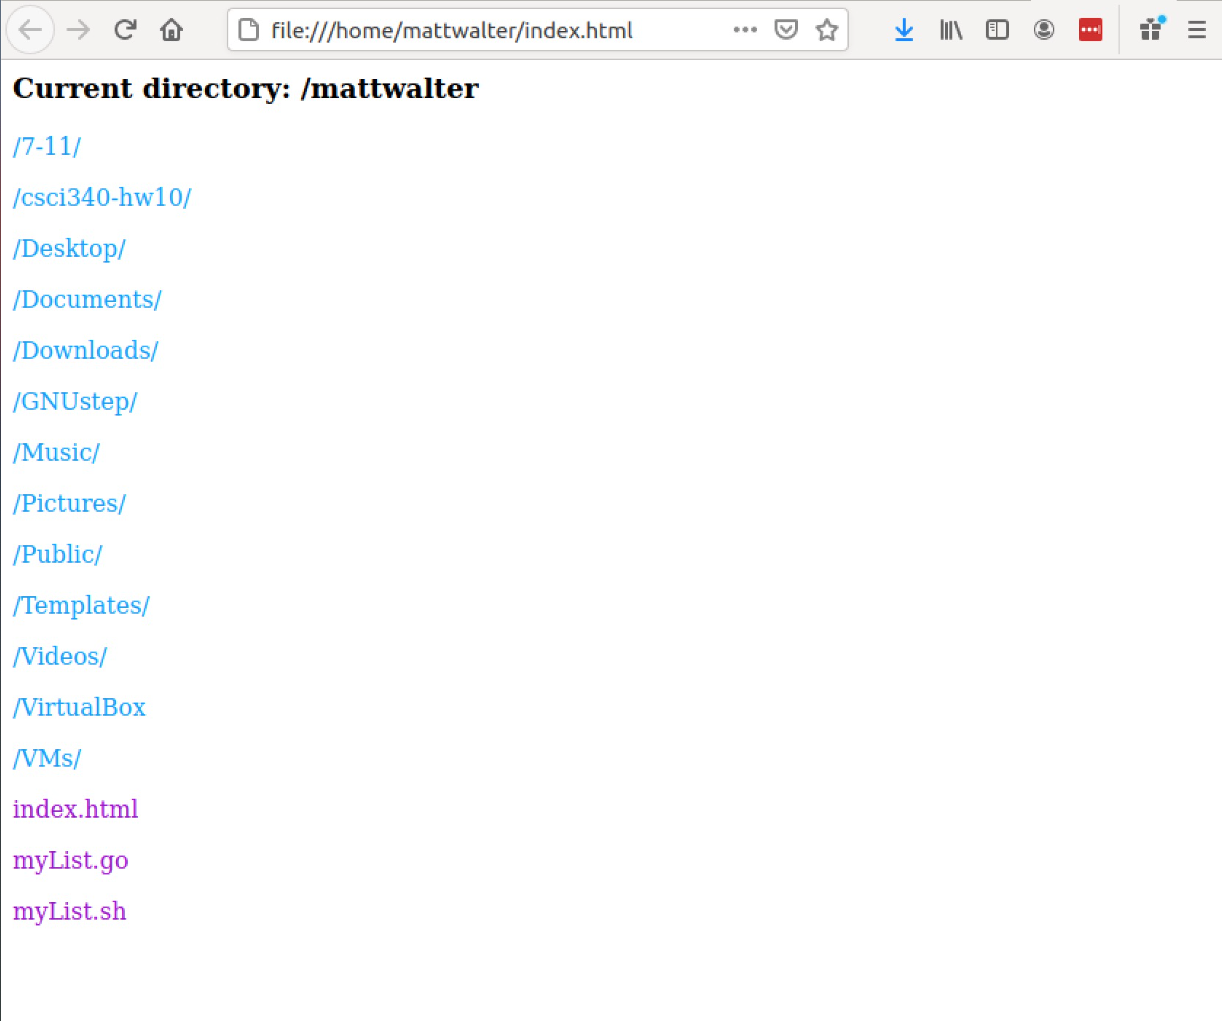 file:///home/mattwalter/index.html
Current directory: /mattwalter
/7-11/
/csci340-hw10/
/Desktop/
/Documents/
/Downloads/
/GNUstep/
/Music/
/Pictures/
/Public/
/Templates/
/Videos/
/VirtualBox
/VMs/
index.html
myList.go
myList.sh